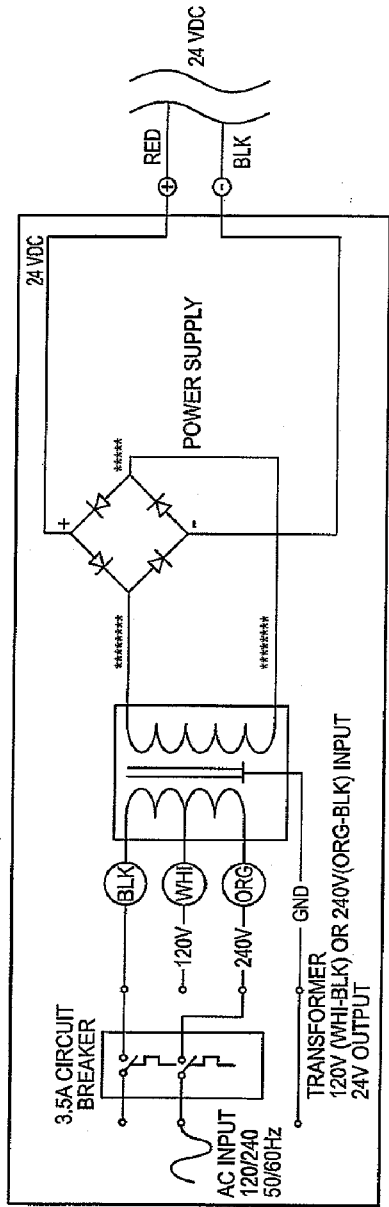 3.5A CIRCUIT
BREAKER
AC INPUT
120/240
50/60Hz
BLK
WHI
ORG
120V
240V
GND
TRANSFORMER
120V (WHI-BLK) OR 240V(ORG-BLK) INPUT
24V OUTPUT
********
********
*****
+
-
POWER SUPPLY
24 VDC
+
-
RED
BLK
24 VDC